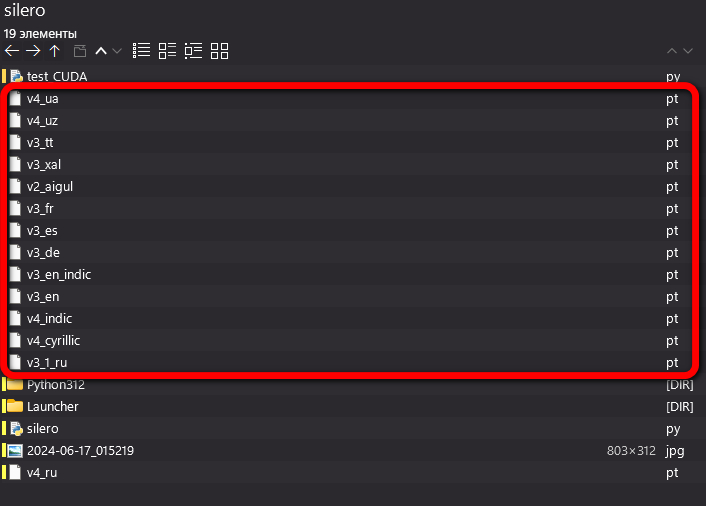 silero
19 элементы
test_CUDA py
v4_ua pt
v4_uz pt
v3_tt pt
v3_xal pt
v2_aigul pt
v3_fr pt
v3_es pt
v3_de pt
v3_en_indic pt
v3_en pt
v4_indic pt
v4_cyrillic pt
v3_1_ru pt
Python312 [DIR]
Launcher [DIR]
silero py
2024-06-17_015219 803×312 jpg
v4_ru pt